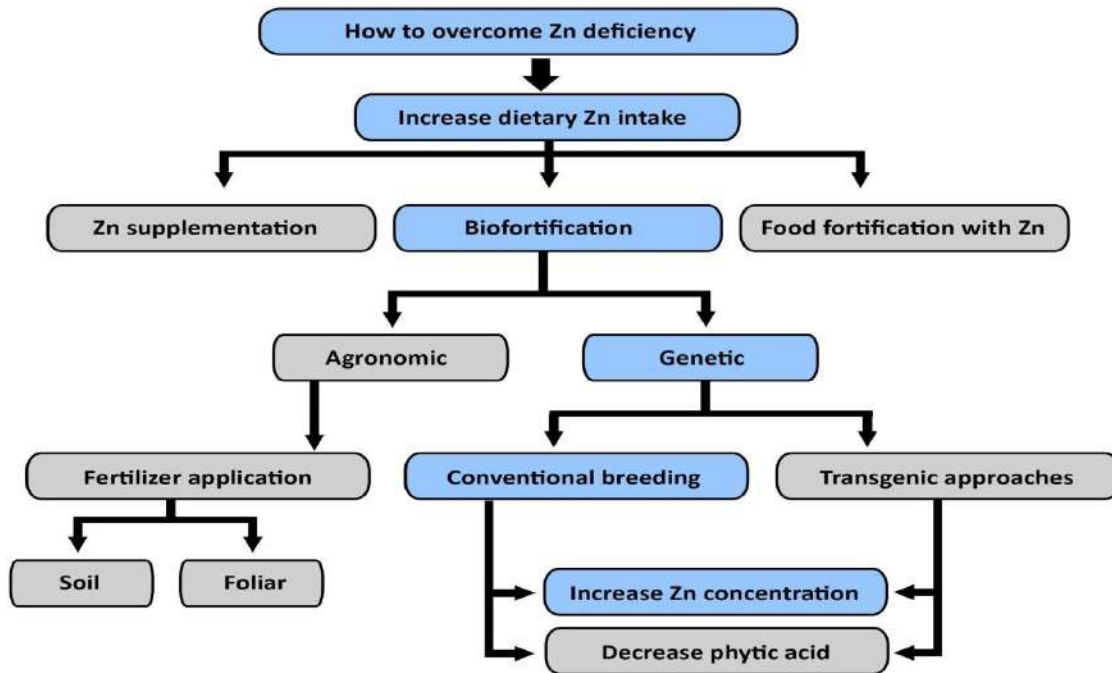 How to overcome Zn deficiency
Increase dietary Zn intake
Zn supplementation
Biofortification
Food fortification with Zn
Agronomic
Genetic
Fertilizer application
Conventional breeding
Transgenic approaches
Soil
Foliar
Increase Zn concentration
Decrease phytic acid